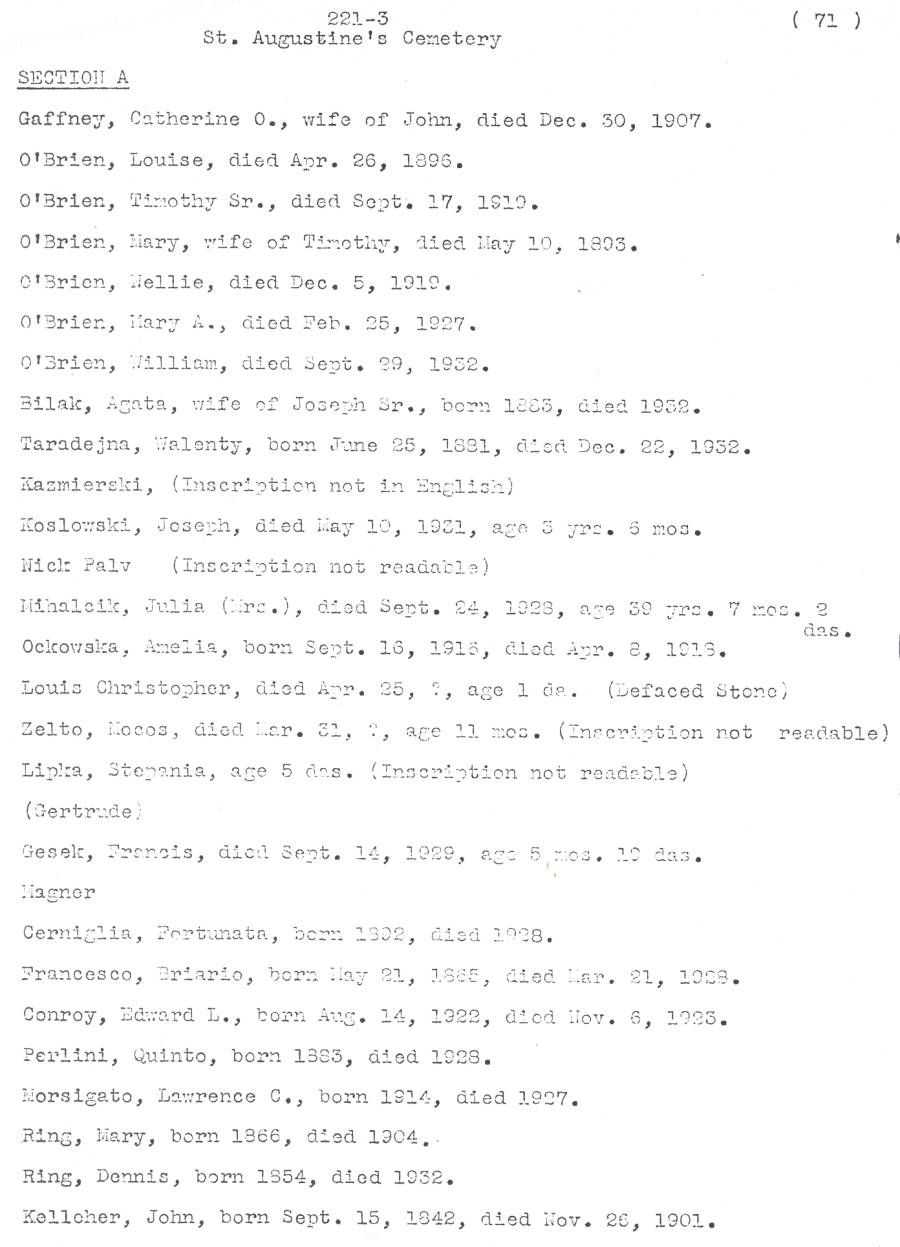 221-3
( 71 )
St. Augustine's Cemetery
SECTION A
Gaffney, Catherine O., wife of John, died Dec. 30, 1907.
O'Brien, Louise, died Apr. 26, 1896.
O'Brien, Timothy Sr., died Sept. 17, 1919.
O'Brien, Mary, wife of Timothy, died May 10, 1893.
O'Brien, Nellie, died Dec. 5, 1919.
O'Brien, Mary A., died Feb. 25, 1927.
O'Brien, William, died Sept. 29, 1932.
Bilak, Agata, wife of Joseph Sr., born 1883, died 1932.
Taradejna, Walenty, born June 25, 1881, died Dec. 22, 1932.
Kazmierski, (Inscription not in English)
Koslowski, Joseph, died May 10, 1931, age 3 yrs. 6 mos.
Nick Palv (Inscription not readable)
Mihalcik, Julia (Mrs.), died Sept. 24, 1928, age 39 yrs. 7 mos. 2
das.
Ockowska, Amelia, born Sept. 16, 1916, died Apr. 8, 1918.
Louis Christopher, died Apr. 25, ?, age 1 da. (Defaced Stone)
Zelto, Mocos, died Mar. 31, ?, age 11 mos. (Inscription not readable)
Lipka, Stepania, age 5 das. (Inscription not readable)
(Gertrude)
Gesek, Francis, died Sept. 14, 1929, age 5 mos. 19 das.
Magner
Cerniglia, Fortunata, born 1892, died 1928.
Francesco, Briario, born May 21, 1865, died Mar. 21, 1928.
Conroy, Edward L., born Aug. 14, 1922, died Nov. 6, 1923.
Perlini, Quinto, born 1883, died 1928.
Morsigato, Lawrence C., born 1914, died 1927.
Ring, Mary, born 1866, died 1904.
Ring, Dennis, born 1854, died 1932.
Kelleher, John, born Sept. 15, 1842, died Nov. 26, 1901.